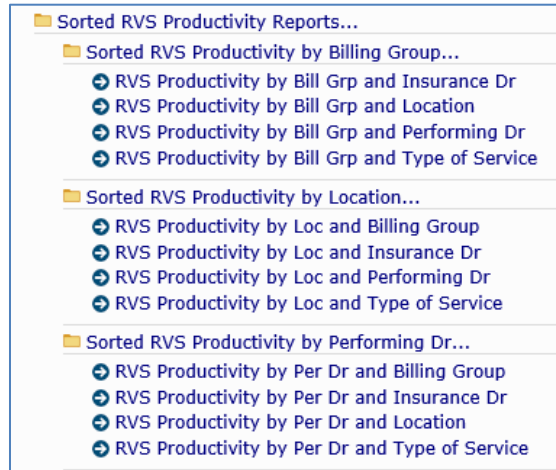 Sorted RVS Productivity Reports...
Sorted RVS Productivity by Billing Group...
RVS Productivity by Bill Grp and Insurance Dr
RVS Productivity by Bill Grp and Location
RVS Productivity by Bill Grp and Performing Dr
RVS Productivity by Bill Grp and Type of Service
Sorted RVS Productivity by Location...
RVS Productivity by Loc and Billing Group
RVS Productivity by Loc and Insurance Dr
RVS Productivity by Loc and Performing Dr
RVS Productivity by Loc and Type of Service
Sorted RVS Productivity by Performing Dr...
RVS Productivity by Per Dr and Billing Group
RVS Productivity by Per Dr and Insurance Dr
RVS Productivity by Per Dr and Location
RVS Productivity by Per Dr and Type of Service